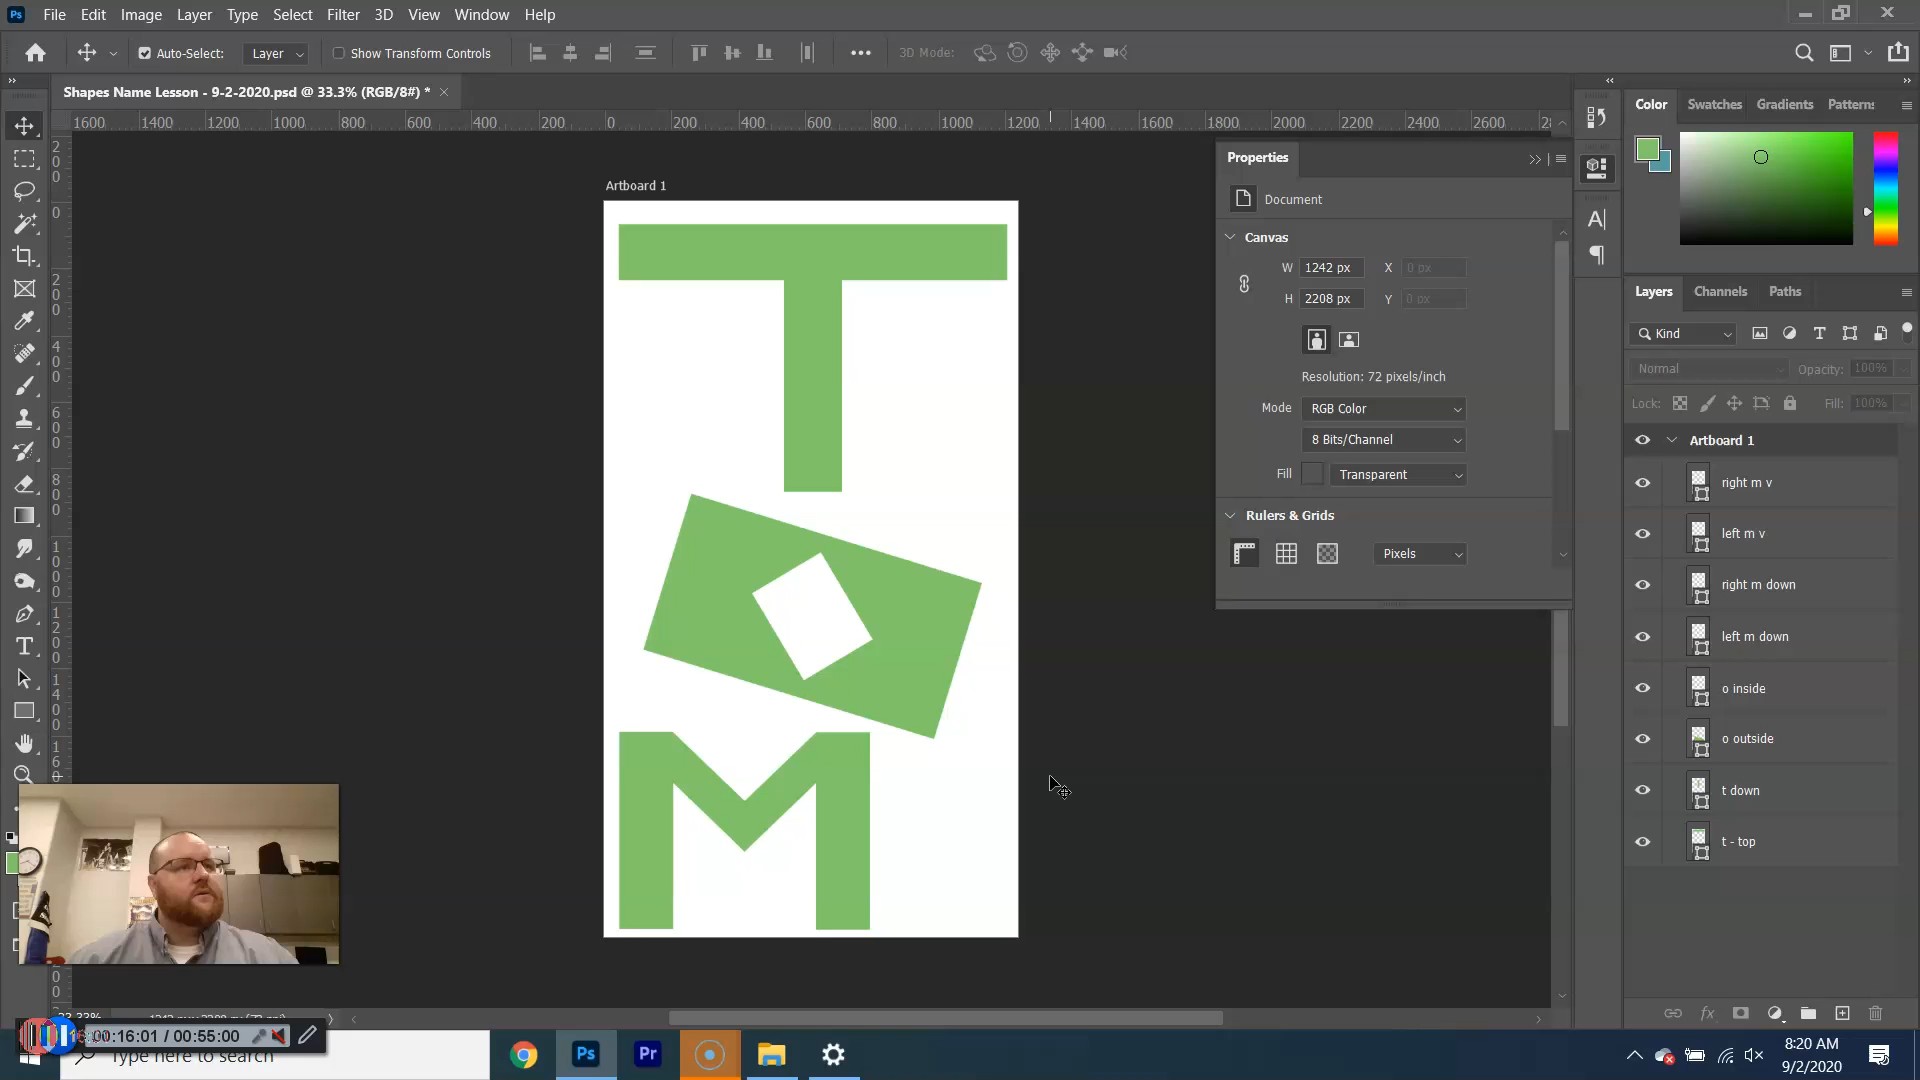 Ps File Edit Image Layer Type Select Filter 3D View Window Help
Auto-Select: Layer Show Transform Controls 3D Mode:
Shapes Name Lesson - 9-2-2020.psd @ 33.3% (RGB/8#) *
1600 1400 1200 1000 800 600 400 200 0 200 400 600 800 1000 1200 1400 1600 1800 2000 2200 2400 2600
Artboard 1
TOM
Properties
Document
Canvas
W 1242 px X 0 px
H 2208 px Y 0 px
Resolution: 72 pixels/inch
Mode RGB Color
8 Bits/Channel
Fill Transparent
Rulers & Grids
Pixels
Color Swatches Gradients Patterns
Layers Channels Paths
Kind
Normal Opacity: 100%
Lock: Fill: 100%
Artboard 1
right m v
left m v
right m down
left m down
o inside
o outside
t down
t - top
00:16:01 / 00:55:00
Type here to search
Ps Pr
8:20 AM
9/2/2020